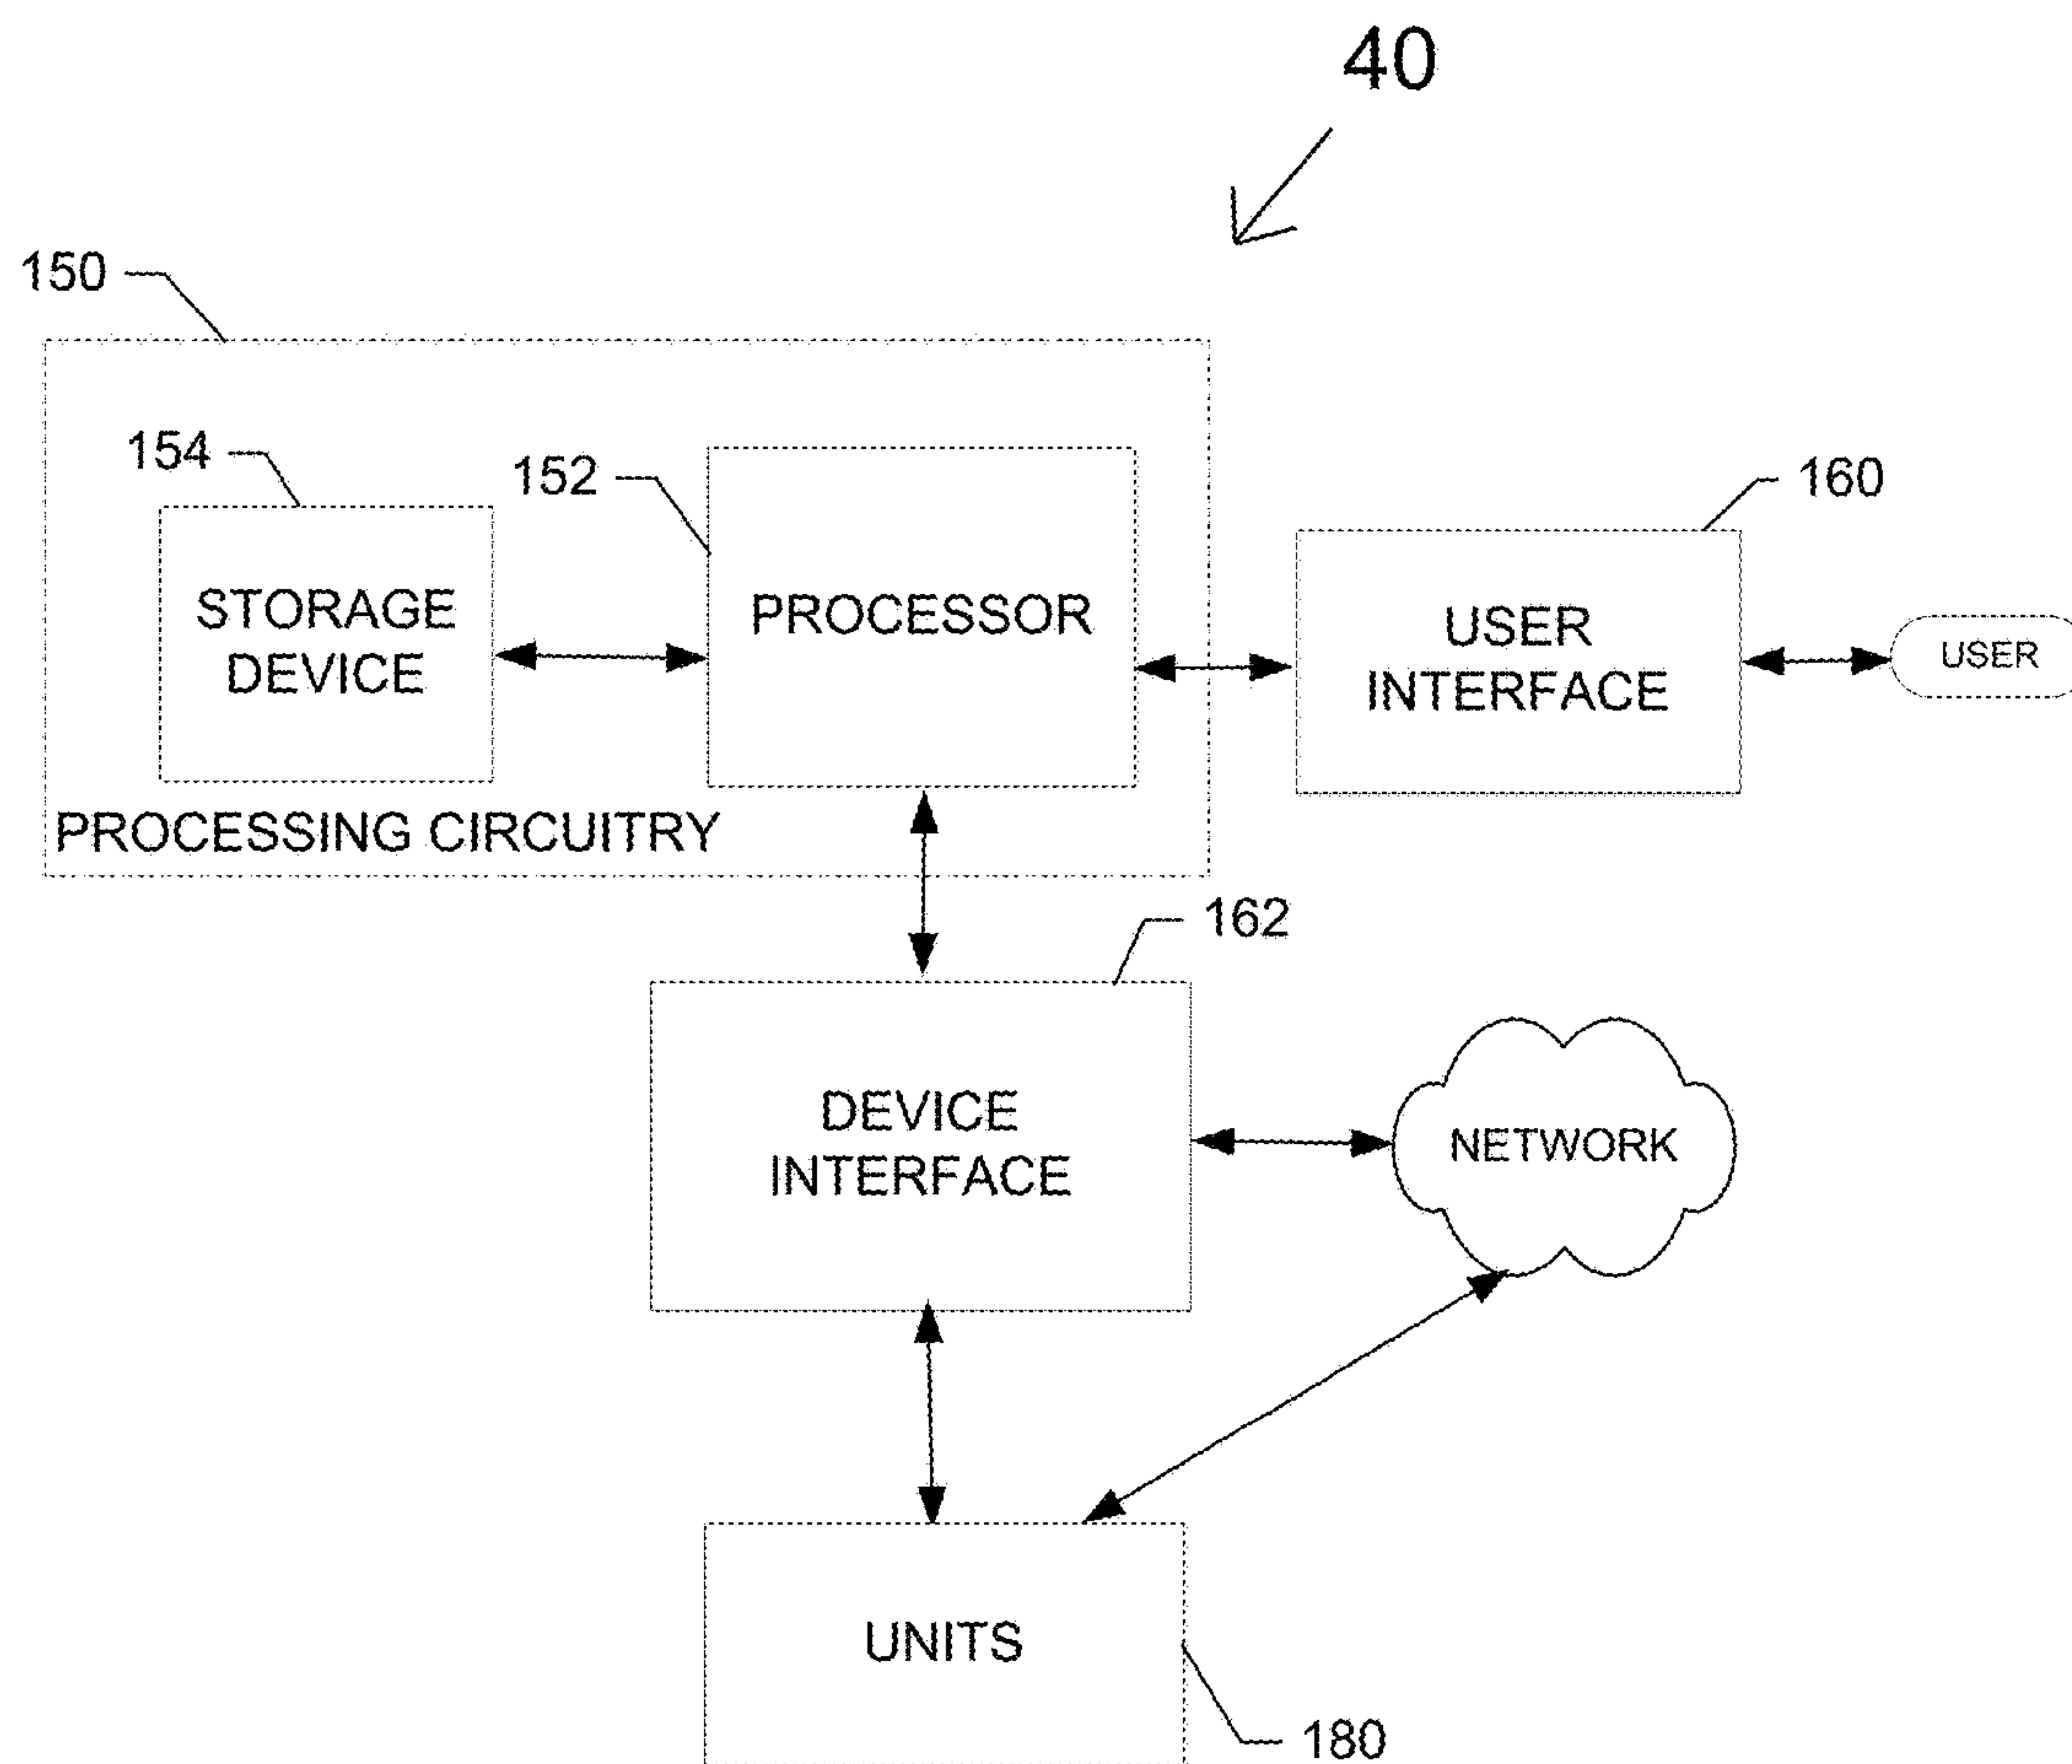 40
150
154
152
160
STORAGE
DEVICE
PROCESSOR
USER
INTERFACE
USER
PROCESSING CIRCUITRY
162
DEVICE
INTERFACE
NETWORK
UNITS
180